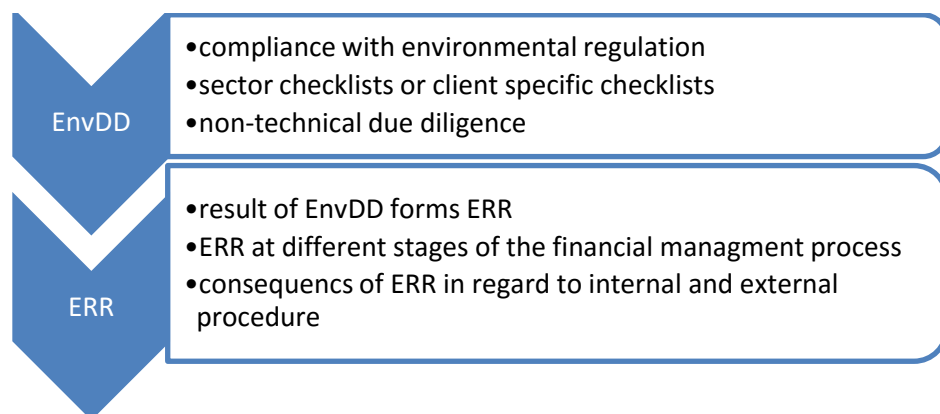 EnvDD
•compliance with environmental regulation
•sector checklists or client specific checklists
•non-technical due diligence
ERR
•result of EnvDD forms ERR
•ERR at different stages of the financial managment process
•consequencs of ERR in regard to internal and external
procedure